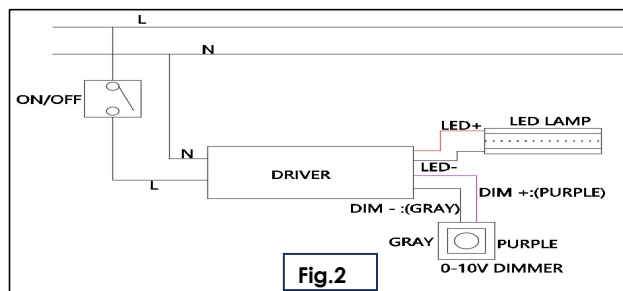 L
N
ON/OFF
LED+
LED LAMP
N
DRIVER
LED-
L
DIM +:(PURPLE)
DIM - :(GRAY)
GRAY
PURPLE
0-10V DIMMER
Fig.2